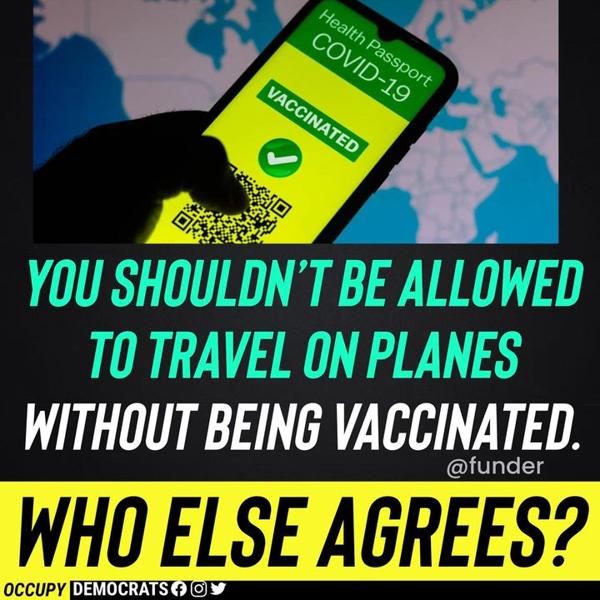 Health Passport
COVID-19
VACCINATED
YOU SHOULDN'T BE ALLOWED
TO TRAVEL ON PLANES
WITHOUT BEING VACCINATED.
@funder
WHO ELSE AGREES?
OCCUPY DEMOCRATS